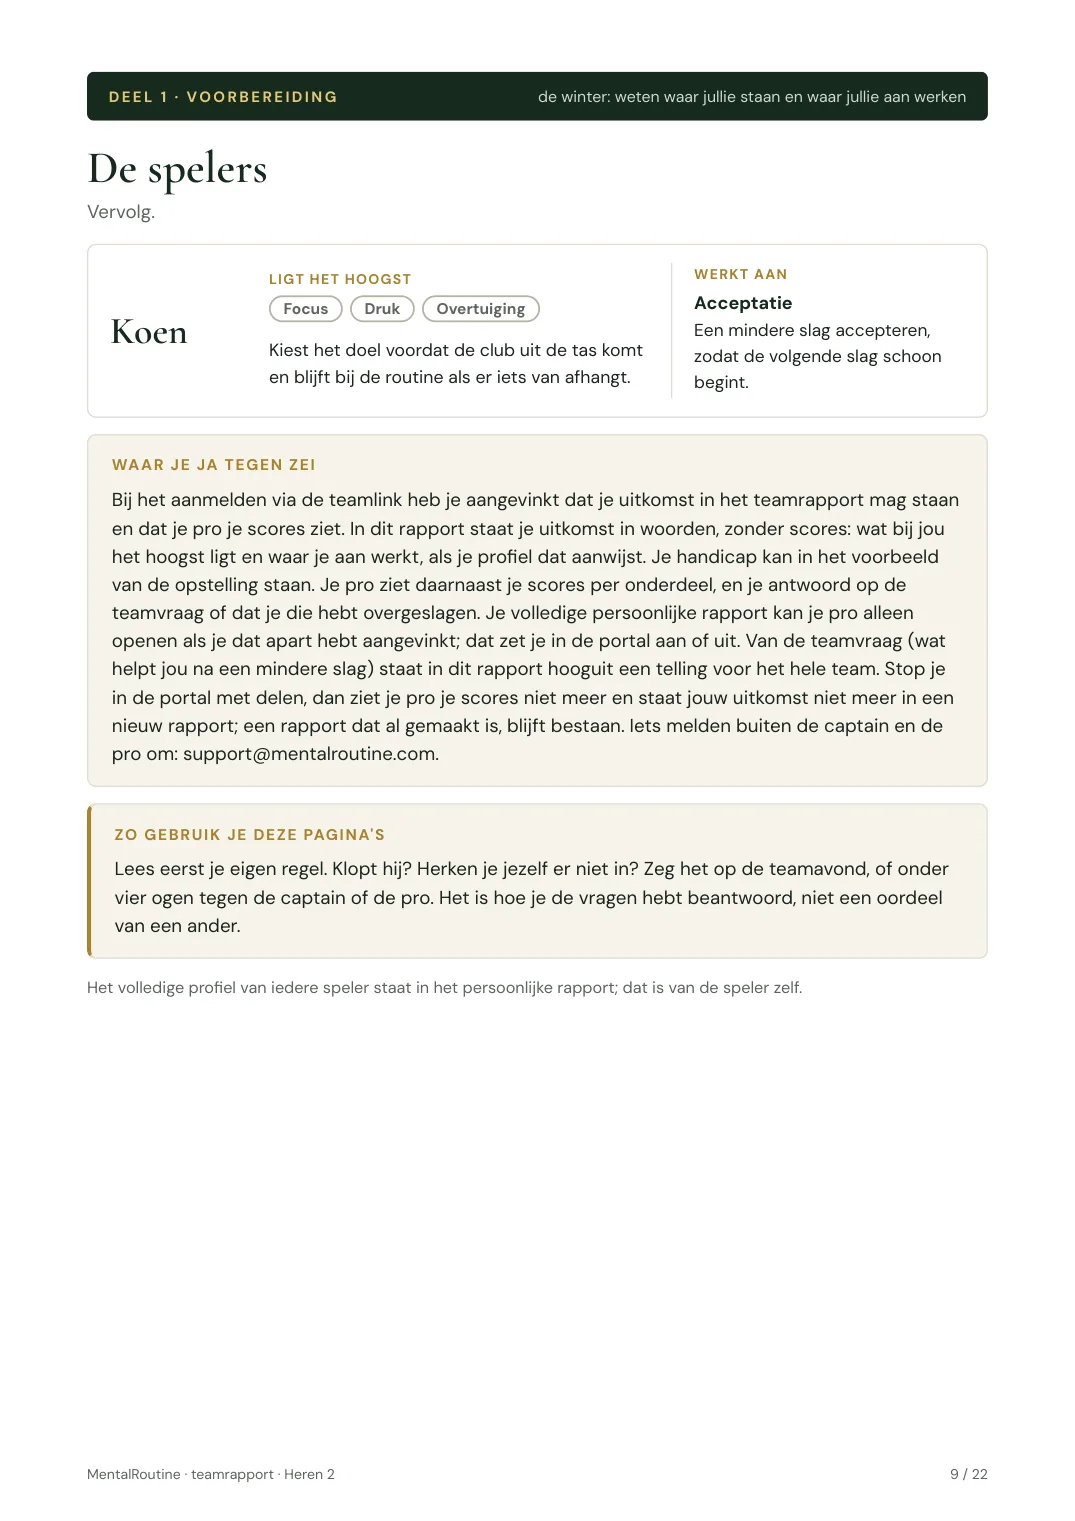 DEEL 1 · VOORBEREIDING
de winter: weten waar jullie staan en waar jullie aan werken
De spelers
Vervolg.
Koen
LIGT HET HOOGST
Focus Druk Overtuiging
Kiest het doel voordat de club uit de tas komt
en blijft bij de routine als er iets van afhangt.
WERKT AAN
Acceptatie
Een mindere slag accepteren,
zodat de volgende slag schoon
begint.
WAAR JE JA TEGEN ZEI
Bij het aanmelden via de teamlink heb je aangevinkt dat je uitkomst in het teamrapport mag staan
en dat je pro je scores ziet. In dit rapport staat je uitkomst in woorden, zonder scores: wat bij jou
het hoogst ligt en waar je aan werkt, als je profiel dat aanwijst. Je handicap kan in het voorbeeld
van de opstelling staan. Je pro ziet daarnaast je scores per onderdeel, en je antwoord op de
teamvraag of dat je die hebt overgeslagen. Je volledige persoonlijke rapport kan je pro alleen
openen als je dat apart hebt aangevinkt; dat zet je in de portal aan of uit. Van de teamvraag (wat
helpt jou na een mindere slag) staat in dit rapport hooguit een telling voor het hele team. Stop je
in de portal met delen, dan ziet je pro je scores niet meer en staat jouw uitkomst niet meer in een
nieuw rapport; een rapport dat al gemaakt is, blijft bestaan. Iets melden buiten de captain en de
pro om: support@mentalroutine.com.
ZO GEBRUIK JE DEZE PAGINA'S
Lees eerst je eigen regel. Klopt hij? Herken je jezelf er niet in? Zeg het op de teamavond, of onder
vier ogen tegen de captain of de pro. Het is hoe je de vragen hebt beantwoord, niet een oordeel
van een ander.
Het volledige profiel van iedere speler staat in het persoonlijke rapport; dat is van de speler zelf.
MentalRoutine · teamrapport · Heren 2
9 / 22